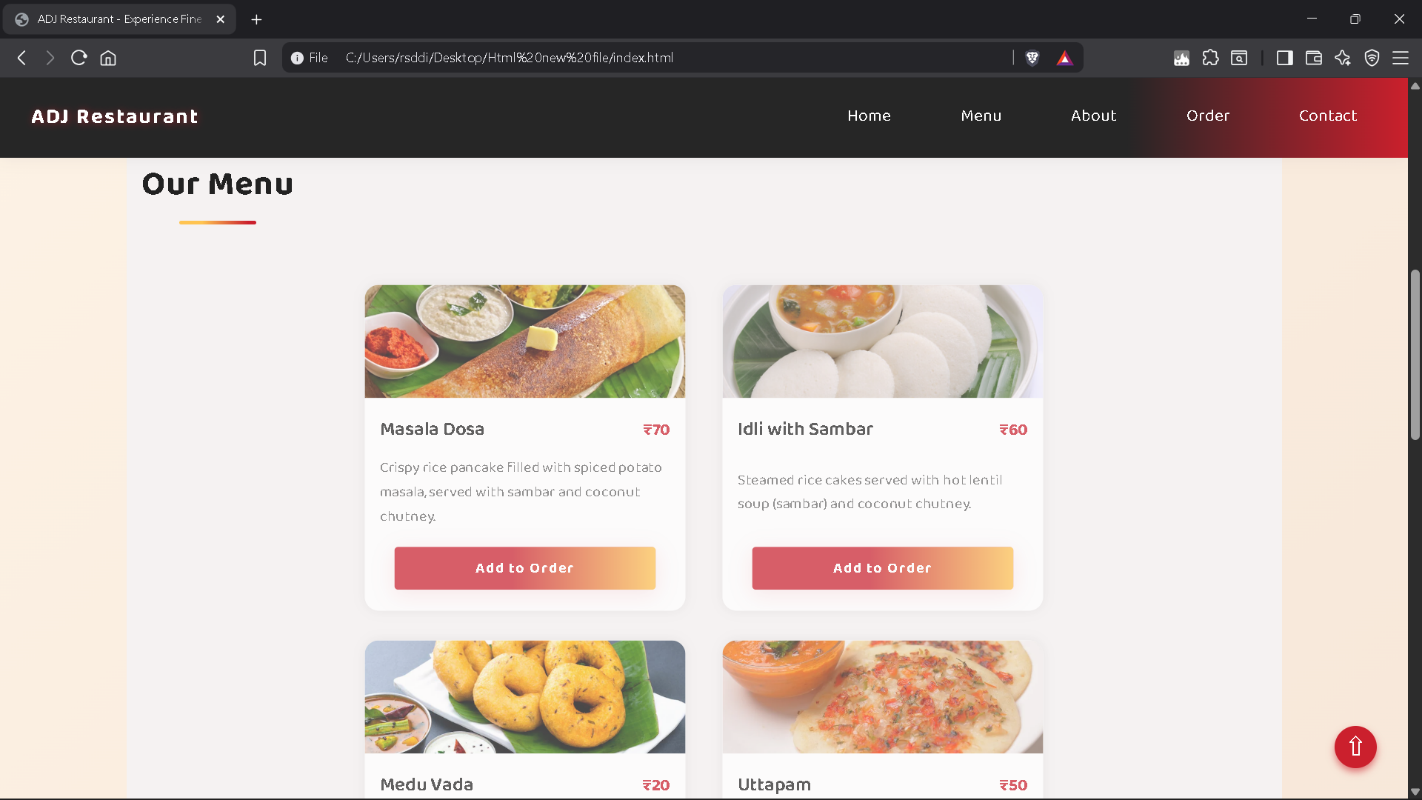 ADJ Restaurant - Experience Fine
File C:/Users/rsddi/Desktop/Html%20new%20file/index.html
ADJ Restaurant
Home Menu About Order Contact
Our Menu
Masala Dosa ₹70
Crispy rice pancake filled with spiced potato
masala, served with sambar and coconut
chutney.
Add to Order
Idli with Sambar ₹60
Steamed rice cakes served with hot lentil
soup (sambar) and coconut chutney.
Add to Order
Medu Vada ₹20
Uttapam ₹50